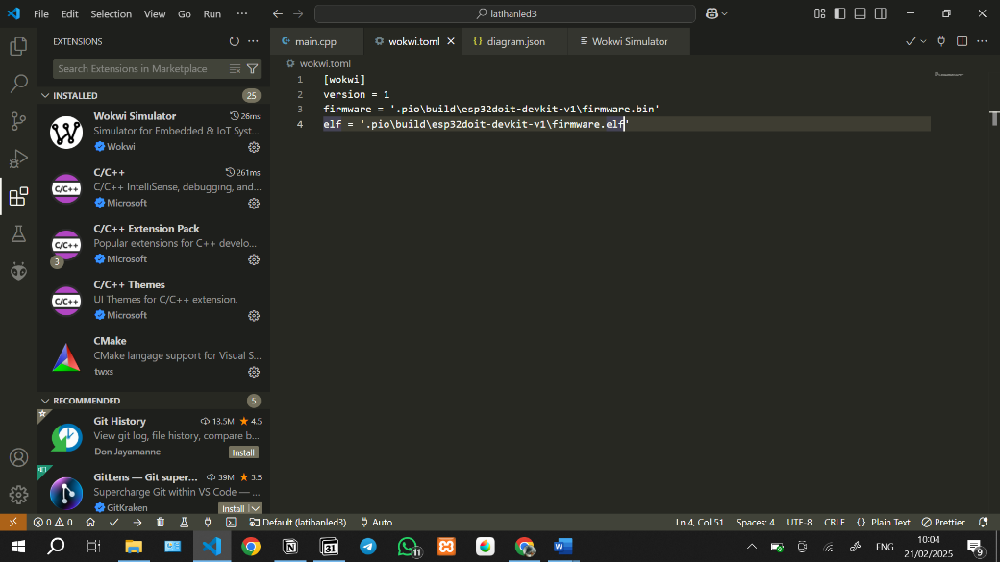 File Edit Selection View Go Run ···
latihanled3
EXTENSIONS
Search Extensions in Marketplace
INSTALLED 25
Wokwi Simulator 26ms
Simulator for Embedded & IoT Syst...
Wokwi
C/C++ 261ms
C/C++ IntelliSense, debugging, and...
Microsoft
C/C++ Extension Pack
Popular extensions for C++ develo...
Microsoft
3
C/C++ Themes
UI Themes for C/C++ extension.
Microsoft
CMake
CMake langage support for Visual S...
twxs
RECOMMENDED 5
Git History 13.5M 4.5
View git log, file history, compare b...
Don Jayamanne Install
GitLens — Git super... 39M 3.5
Supercharge Git within VS Code — ...
GitKraken Install
main.cpp wokwi.toml diagram.json Wokwi Simulator
wokwi.toml
1 [wokwi]
2 version = 1
3 firmware = '.pio\build\esp32doit-devkit-v1\firmware.bin'
4 elf = '.pio\build\esp32doit-devkit-v1\firmware.elf'
0 0 Default (latihanled3) Auto Ln 4, Col 51 Spaces: 4 UTF-8 CRLF {} Plain Text Prettier
31 11 ENG 10:04
21/02/2025 9